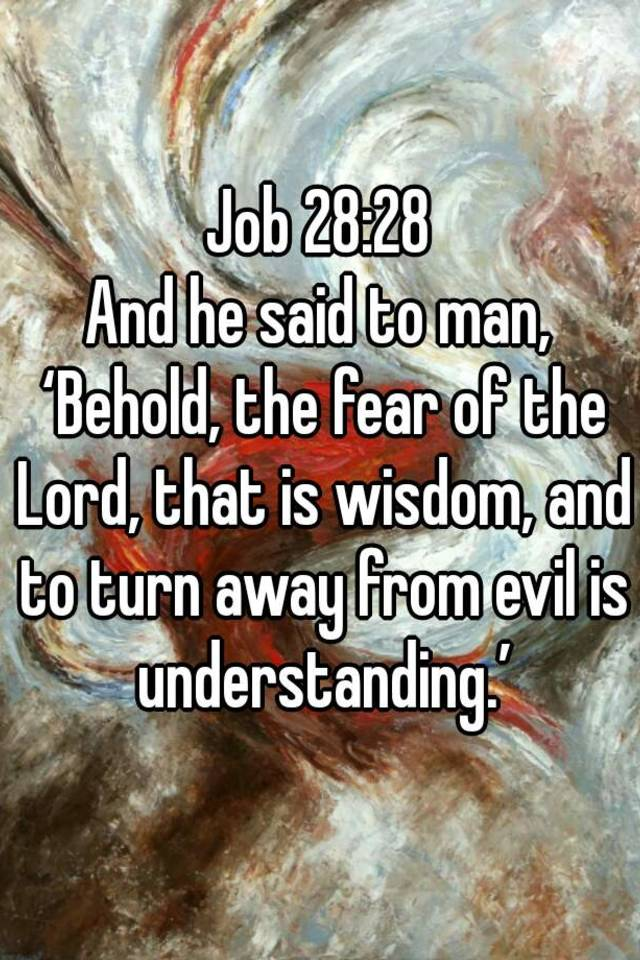 Job 28:28
And he said to man,
‘Behold, the fear of the
Lord, that is wisdom, and
to turn away from evil is
understanding.’